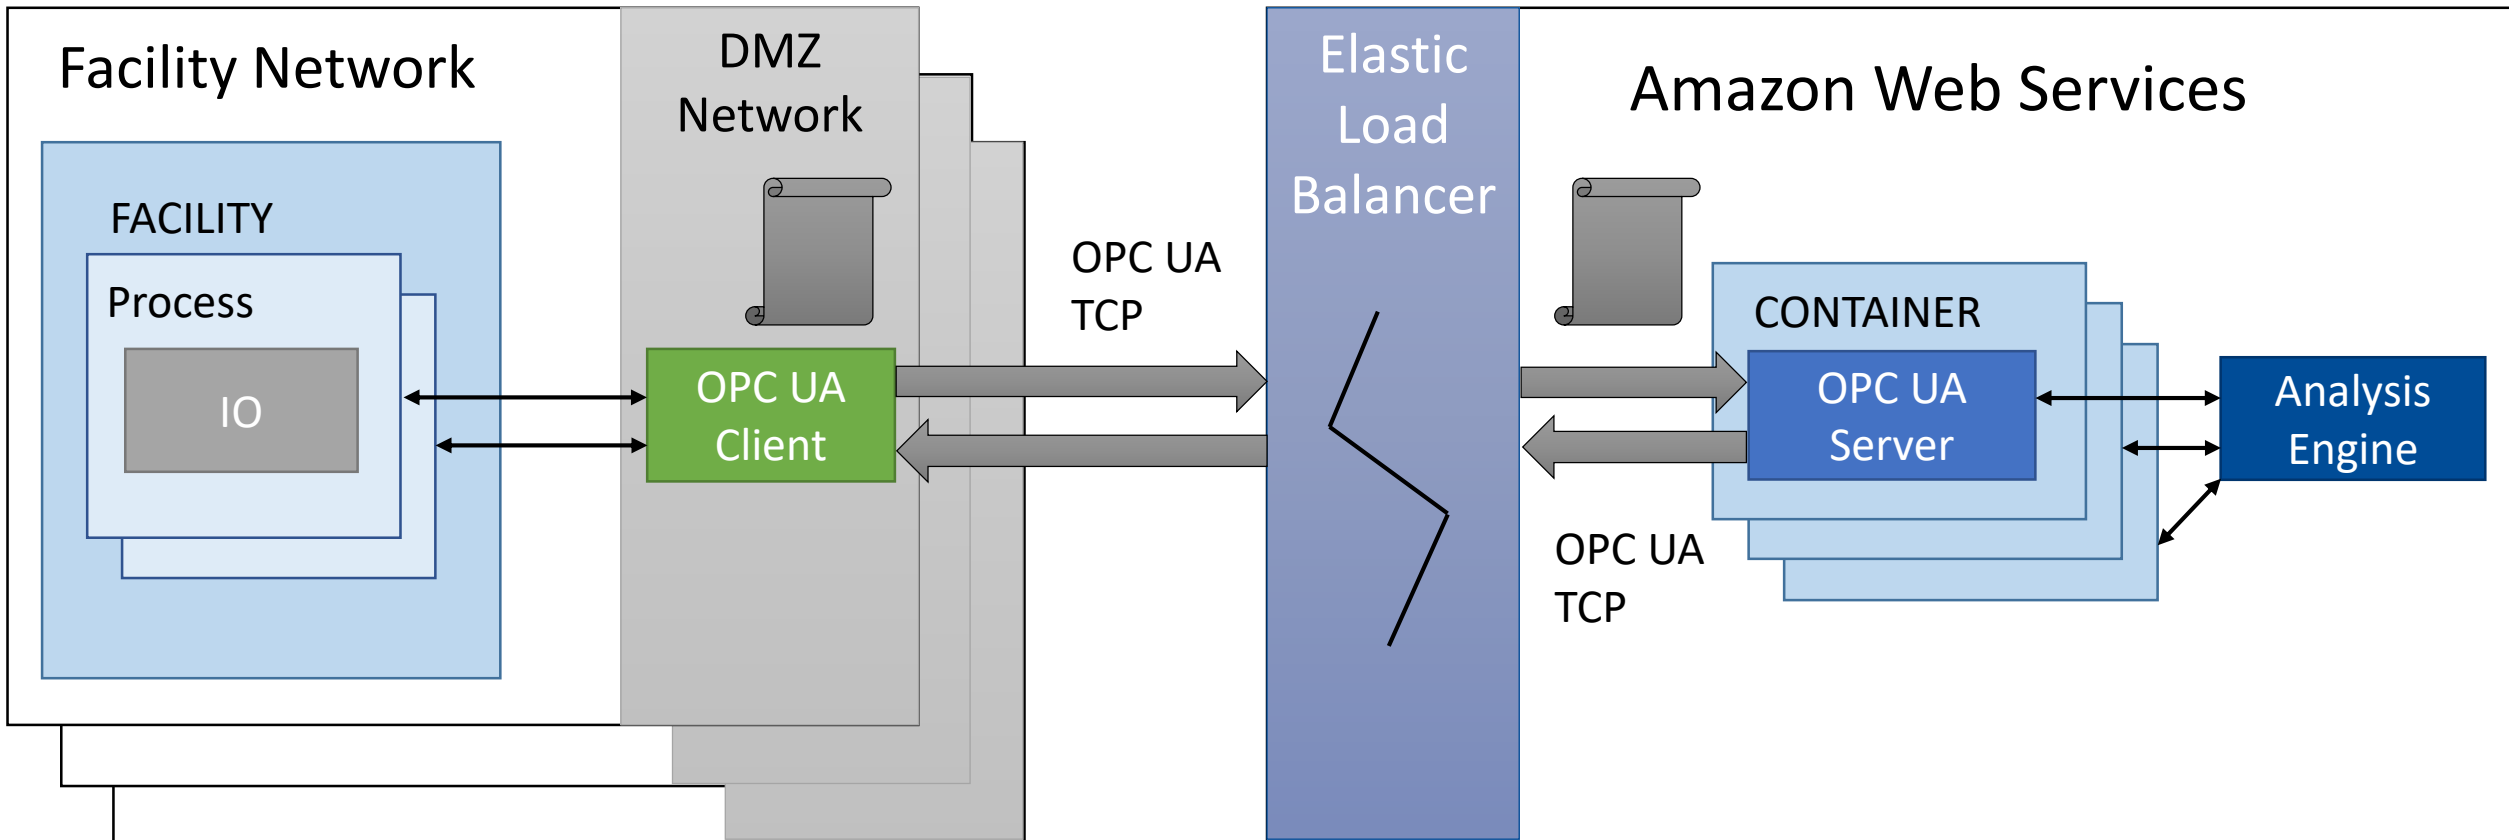 Facility Network
DMZ
Network
Elastic
Load
Balancer
Amazon Web Services
FACILITY
Process
IO
OPC UA
Client
OPC UA
TCP
CONTAINER
OPC UA
Server
Analysis
Engine
OPC UA
TCP